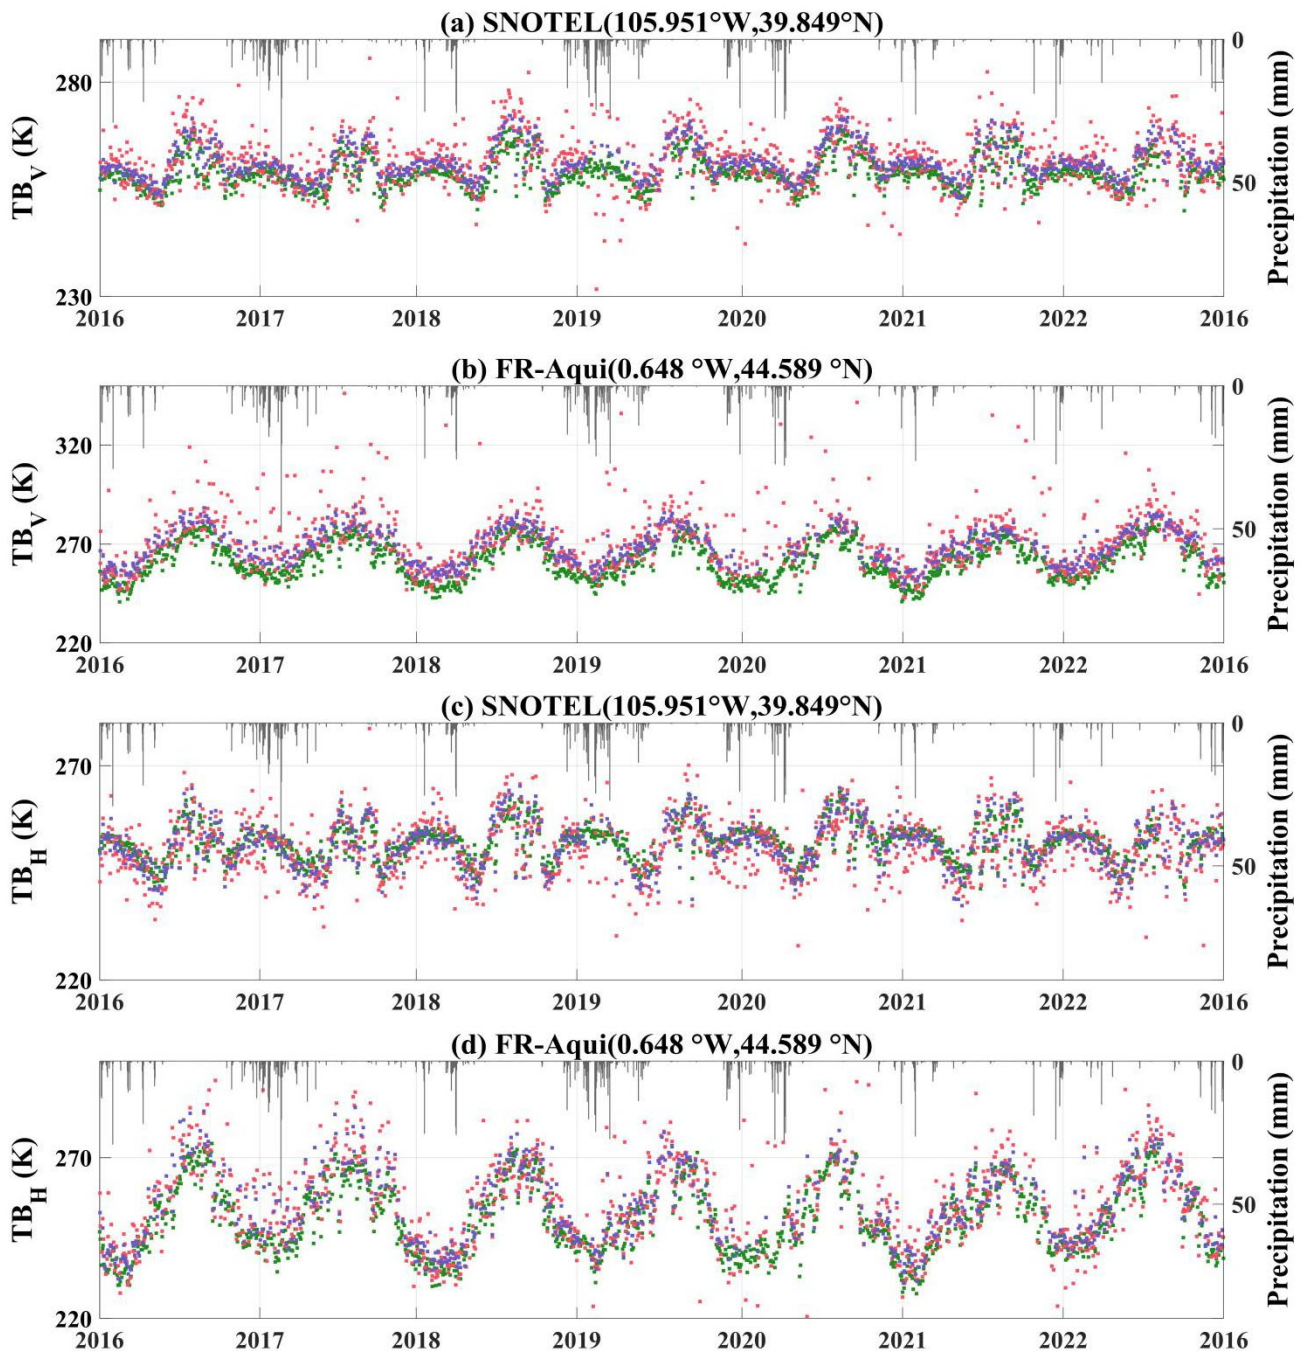 (a) SNOTEL(105.951°W,39.849°N)
280
230
TB_V (K)
0
50
Precipitation (mm)
2016 2017 2018 2019 2020 2021 2022 2016
(b) FR-Aqui(0.648 °W,44.589 °N)
320
270
220
TB_V (K)
0
50
Precipitation (mm)
2016 2017 2018 2019 2020 2021 2022 2016
(c) SNOTEL(105.951°W,39.849°N)
270
220
TB_H (K)
0
50
Precipitation (mm)
2016 2017 2018 2019 2020 2021 2022 2016
(d) FR-Aqui(0.648 °W,44.589 °N)
270
220
TB_H (K)
0
50
Precipitation (mm)
2016 2017 2018 2019 2020 2021 2022 2016